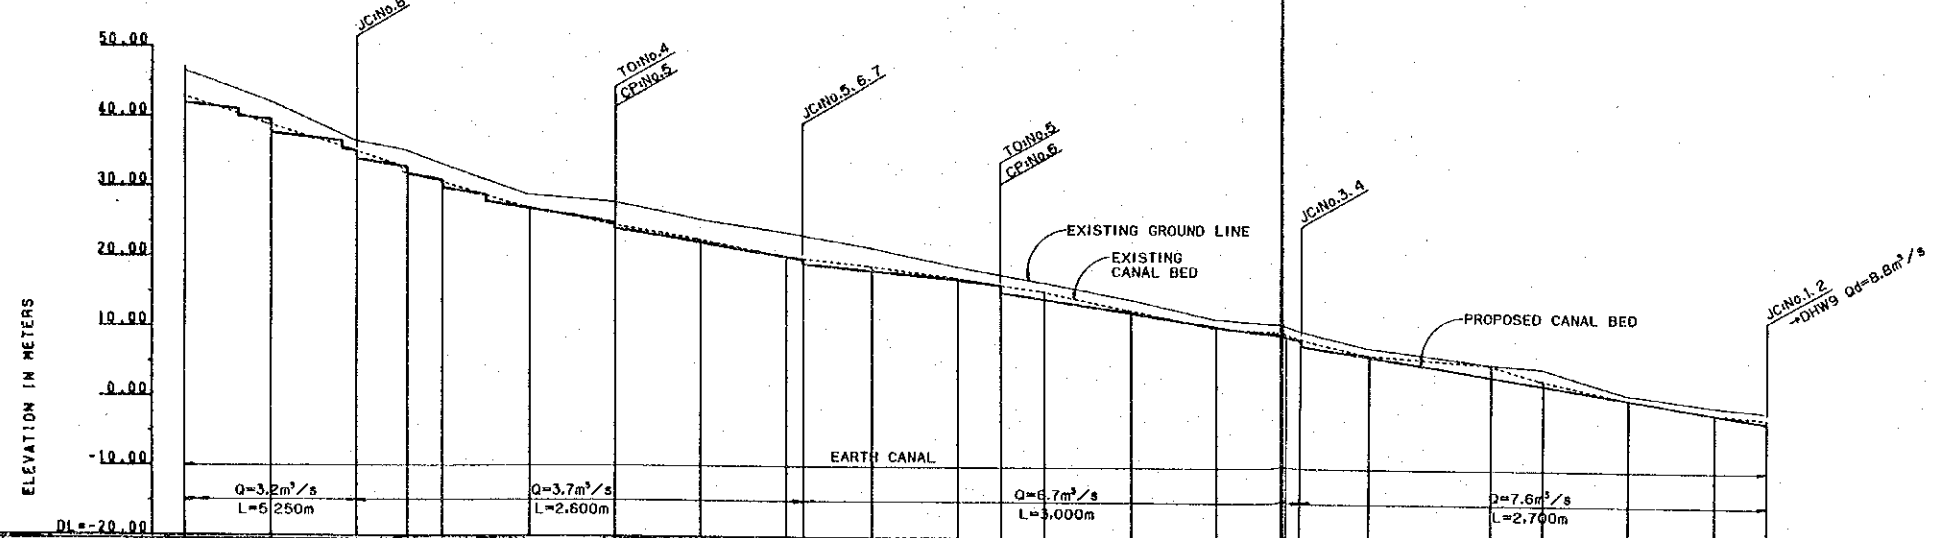 JC:No.8
50.00
TO:No.4
CP:No.5
JC:No.5.6.7
40.00
TO:No.5
CP:No.6
30.00
JC:No.3.4
EXISTING GROUND LINE
20.00
EXISTING
CANAL BED
JC:No.1.2
→DHW9 Qd=8.8m³/s
10.00
PROPOSED CANAL BED
ELEVATION IN METERS
-0.00
-10.00
EARTH CANAL
Q=3.2m³/s
L=5,250m
Q=3.7m³/s
L=2.600m
Q=6.7m³/s
L=3,000m
Q=7.6m³/s
L=2,700m
DL=-20.00